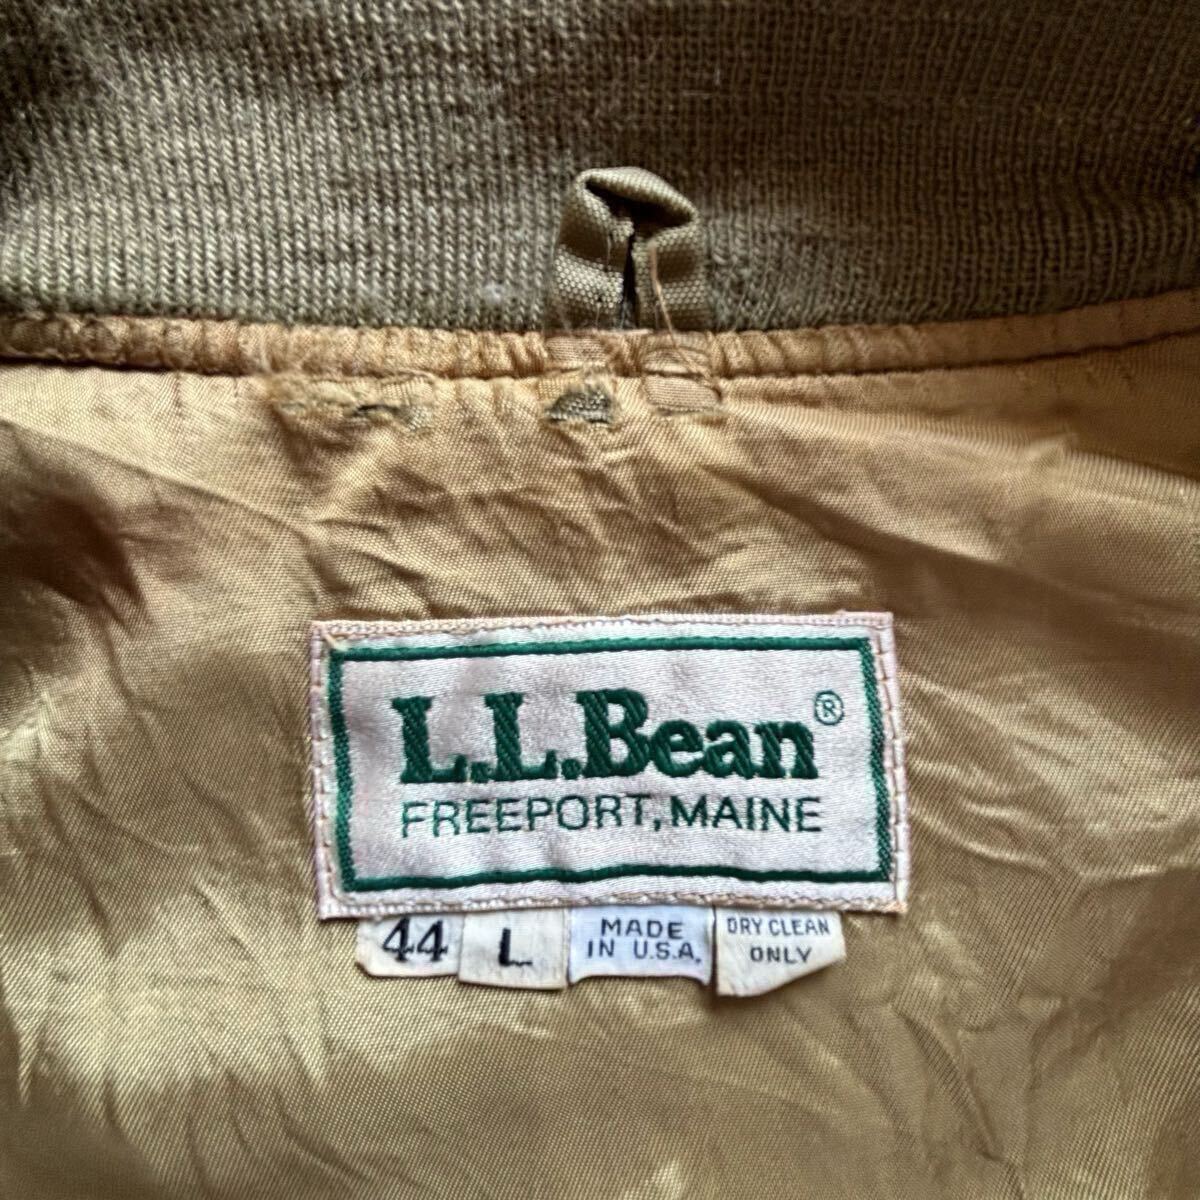 L.L.Bean®
FREEPORT, MAINE
44
L
MADE
IN U.S.A.
DRY CLEAN
ONLY